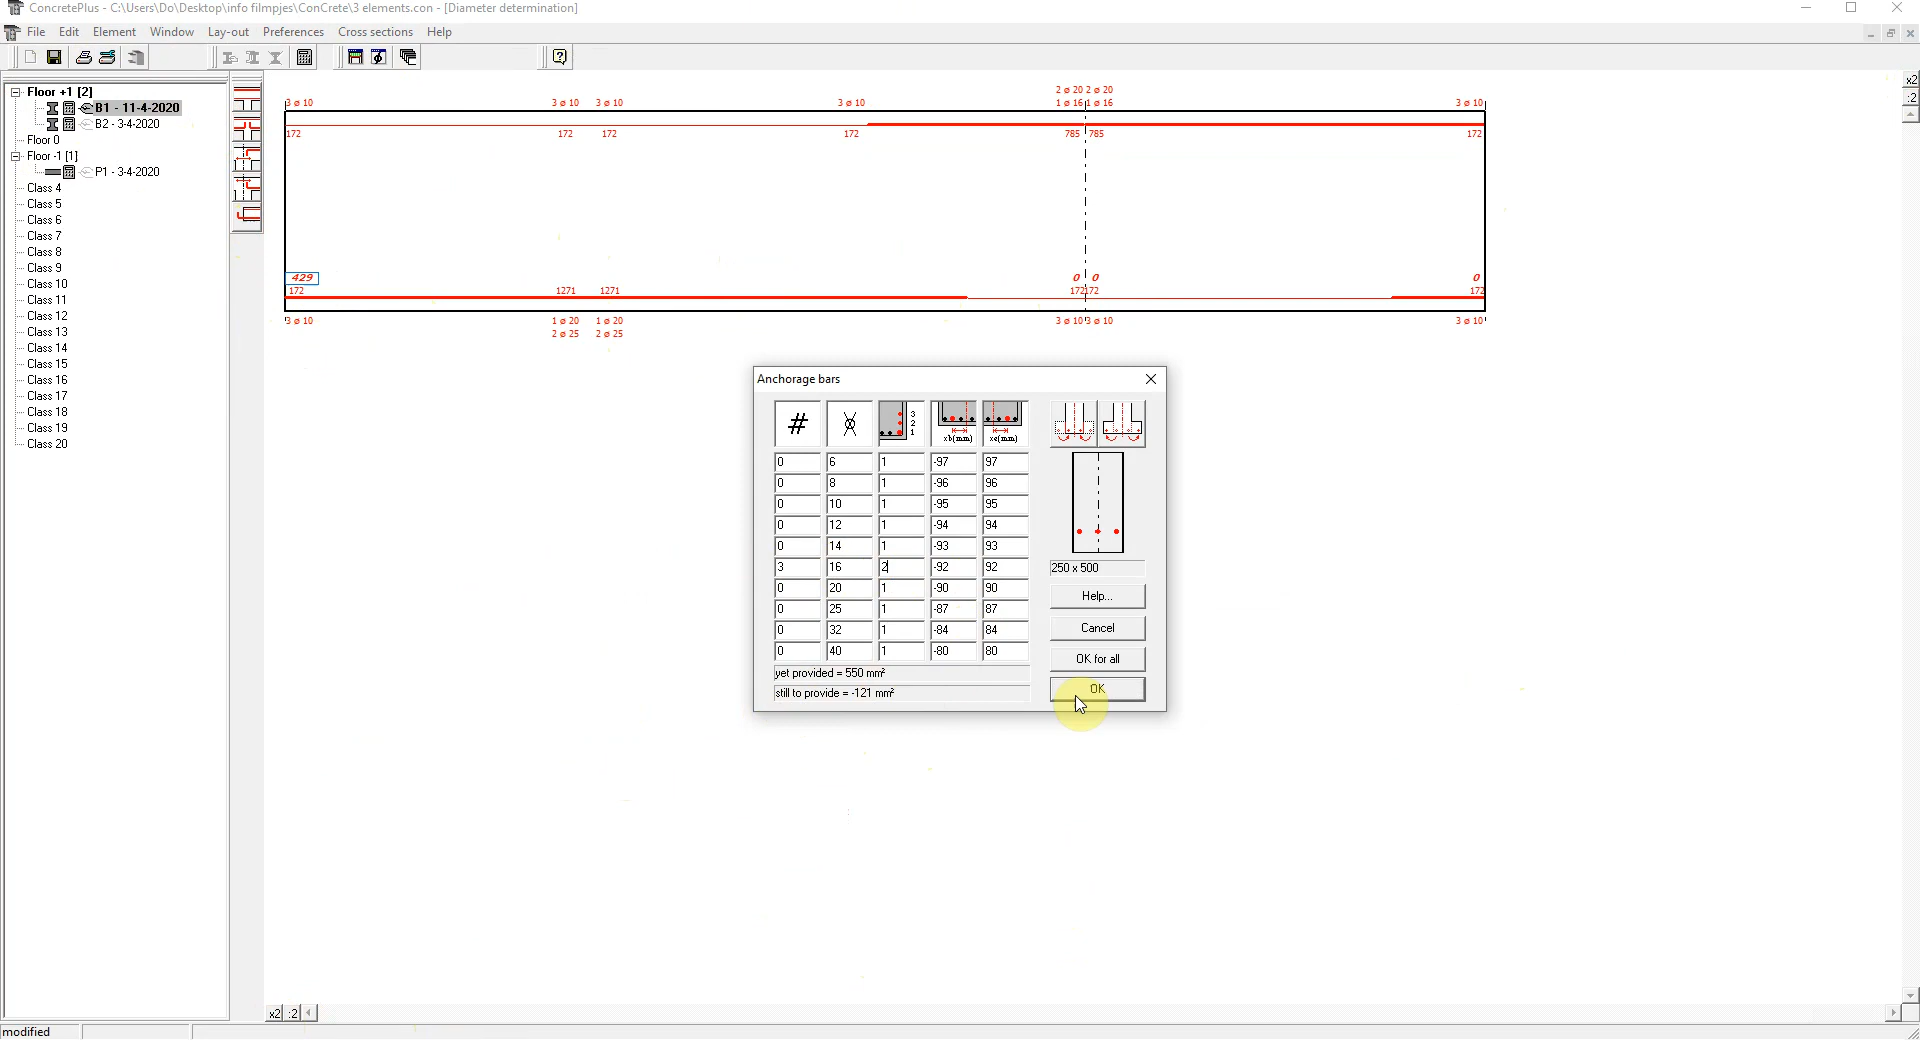 ConcretePlus - C:\Users\Do\Desktop\info filmpjes\ConCrete\3 elements.con - [Diameter determination]
File Edit Element Window Lay-out Preferences Cross sections Help
Floor +1 [2]
B1 - 11-4-2020
B2 - 3-4-2020
Floor 0
Floor -1 [1]
P1 - 3-4-2020
Class 4
Class 5
Class 6
Class 7
Class 8
Class 9
Class 10
Class 11
Class 12
Class 13
Class 14
Class 15
Class 16
Class 17
Class 18
Class 19
Class 20
2 ø 20 2 ø 20
3 ø 10 3 ø 10 3 ø 10 3 ø 10 1 ø 16 1 ø 16 3 ø 10
172 172 172 172 785 785 172
429 0 0 0
172 1271 1271 172 172 172
3 ø 10 1 ø 20 1 ø 20 3 ø 10 3 ø 10 3 ø 10
2 ø 25 2 ø 25
x2
:2
Anchorage bars
# 3 2 1 xb(mm) xe(mm)
0 6 1 -97 97
0 8 1 -96 96
0 10 1 -95 95
0 12 1 -94 94
0 14 1 -93 93
3 16 2 -92 92
0 20 1 -90 90
0 25 1 -87 87
0 32 1 -84 84
0 40 1 -80 80
yet provided = 550 mm²
still to provide = -121 mm²
250 x 500
Help...
Cancel
OK for all
OK
x2 :2
modified